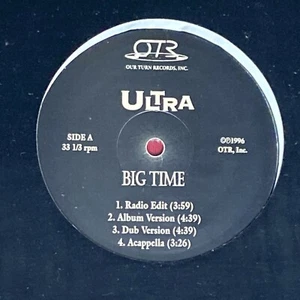 OTR
OUR TURN RECORDS, INC.
ULTRA
SIDE A
33 1/3 rpm
©℗1996
OTR, Inc.
BIG TIME
1. Radio Edit (3:59)
2. Album Version (4:39)
3. Dub Version (4:39)
4. Acappella (3:26)